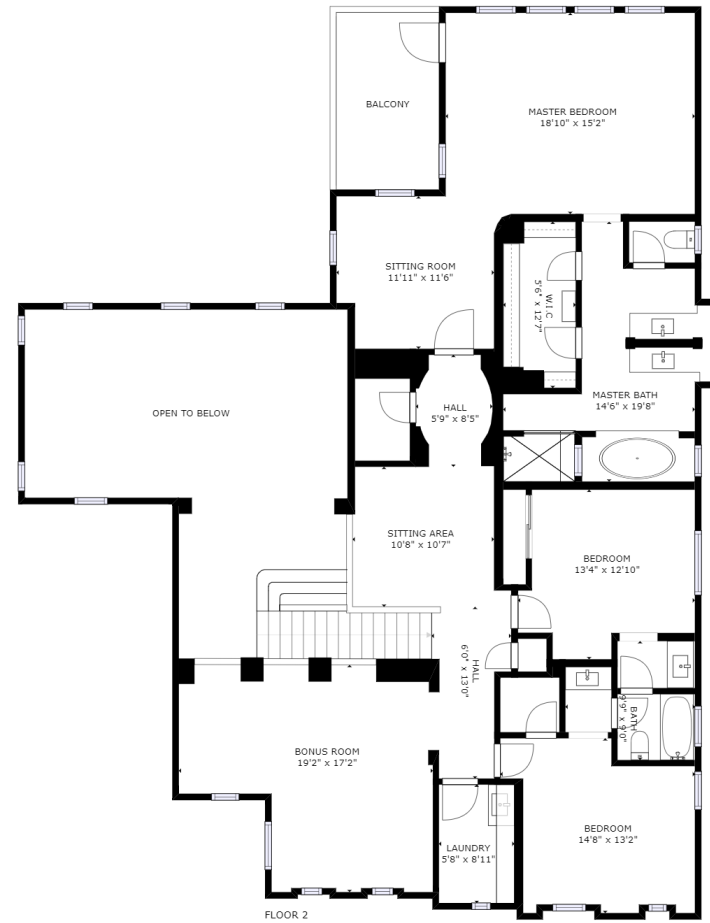 BALCONY
MASTER BEDROOM
18'10" x 15'2"
SITTING ROOM
11'11" x 11'6"
W.I.C
5'6" x 12'7"
OPEN TO BELOW
HALL
5'9" x 8'5"
MASTER BATH
14'6" x 19'8"
SITTING AREA
10'8" x 10'7"
BEDROOM
13'4" x 12'10"
HALL
6'0" x 13'0"
BATH
9'9" x 9'0"
BONUS ROOM
19'2" x 17'2"
BEDROOM
14'8" x 13'2"
LAUNDRY
5'8" x 8'11"
FLOOR 2